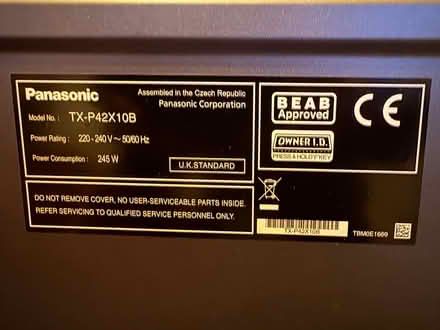 Panasonic
Assembled in the Czech Republic
Panasonic Corporation
Model No. : TX-P42X10B
Power Rating : 220 - 240 V ~ 50/60 Hz
Power Consumption : 245 W
U.K.STANDARD
DO NOT REMOVE COVER, NO USER-SERVICEABLE PARTS INSIDE.
REFER SERVICING TO QUALIFIED SERVICE PERSONNEL ONLY.
BEAB
Approved
CE
OWNER I.D.
PRESS & HOLD "KEY"
TX-P42X10B
TBM0E1669